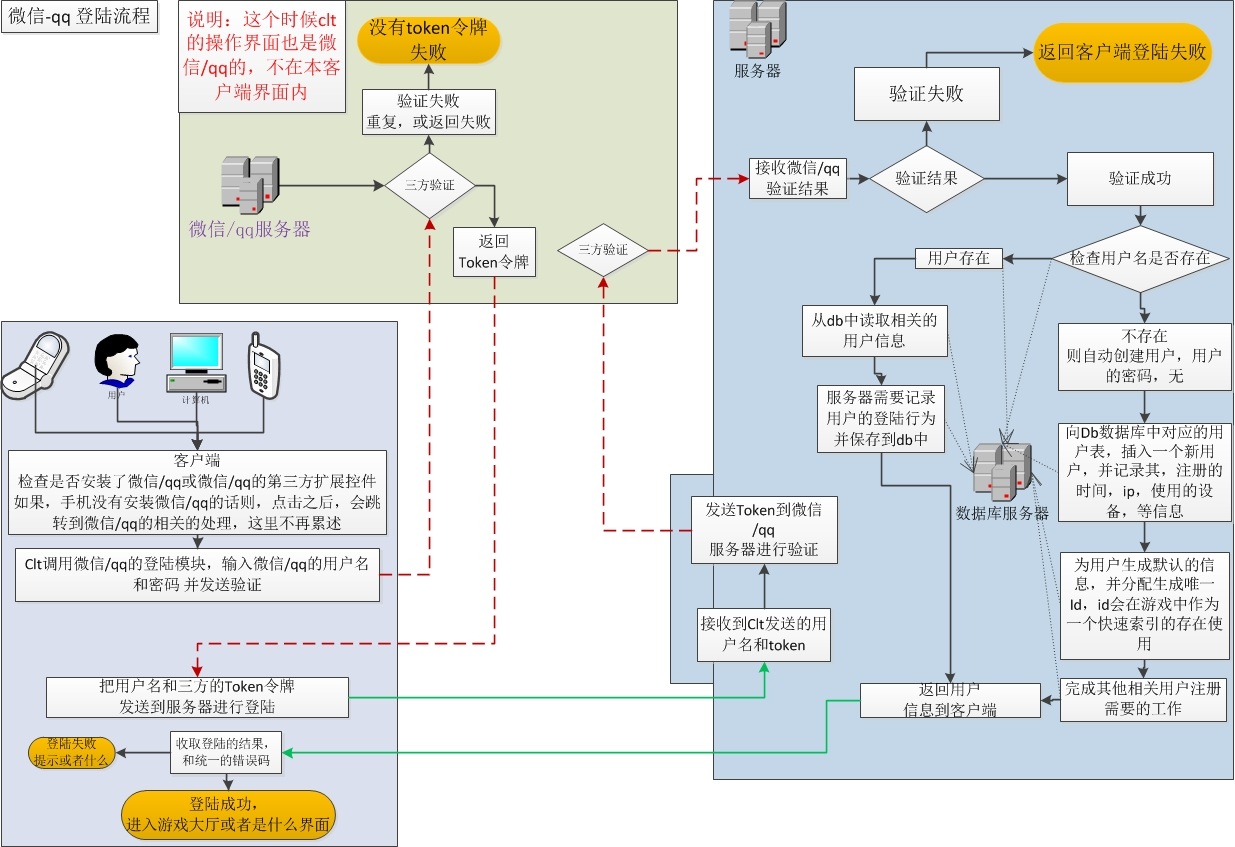 微信-qq 登陆流程
说明：这个时候clt
的操作界面也是微
信/qq的，不在本客
户端界面内
没有token令牌
失败
验证失败
重复，或返回失败
三方验证
微信/qq服务器
返回
Token令牌
三方验证
服务器
返回客户端登陆失败
验证失败
接收微信/qq
验证结果
验证结果
验证成功
用户存在
检查用户名是否存在
从db中读取相关的
用户信息
不存在
则自动创建用户，用户
的密码，无
服务器需要记录
用户的登陆行为
并保存到db中
向Db数据库中对应的用
户表，插入一个新用
户，并记录其，注册的
时间，ip，使用的设
备，等信息
数据库服务器
为用户生成默认的信
息，并分配生成唯一
Id，id会在游戏中作为
一个快速索引的存在使
用
完成其他相关用户注册
需要的工作
返回用户
信息到客户端
发送Token到微信
/qq
服务器进行验证
接收到Clt发送的用
户名和token
用户
计算机
客户端
检查是否安装了微信/qq或微信/qq的第三方扩展控件
如果，手机没有安装微信/qq的话则，点击之后，会跳
转到微信/qq的相关的处理，这里不再累述
Clt调用微信/qq的登陆模块，输入微信/qq的用户名
和密码 并发送验证
把用户名和三方的Token令牌
发送到服务器进行登陆
收取登陆的结果，
和统一的错误码
登陆失败
提示或者什么
登陆成功，
进入游戏大厅或者是什么界面